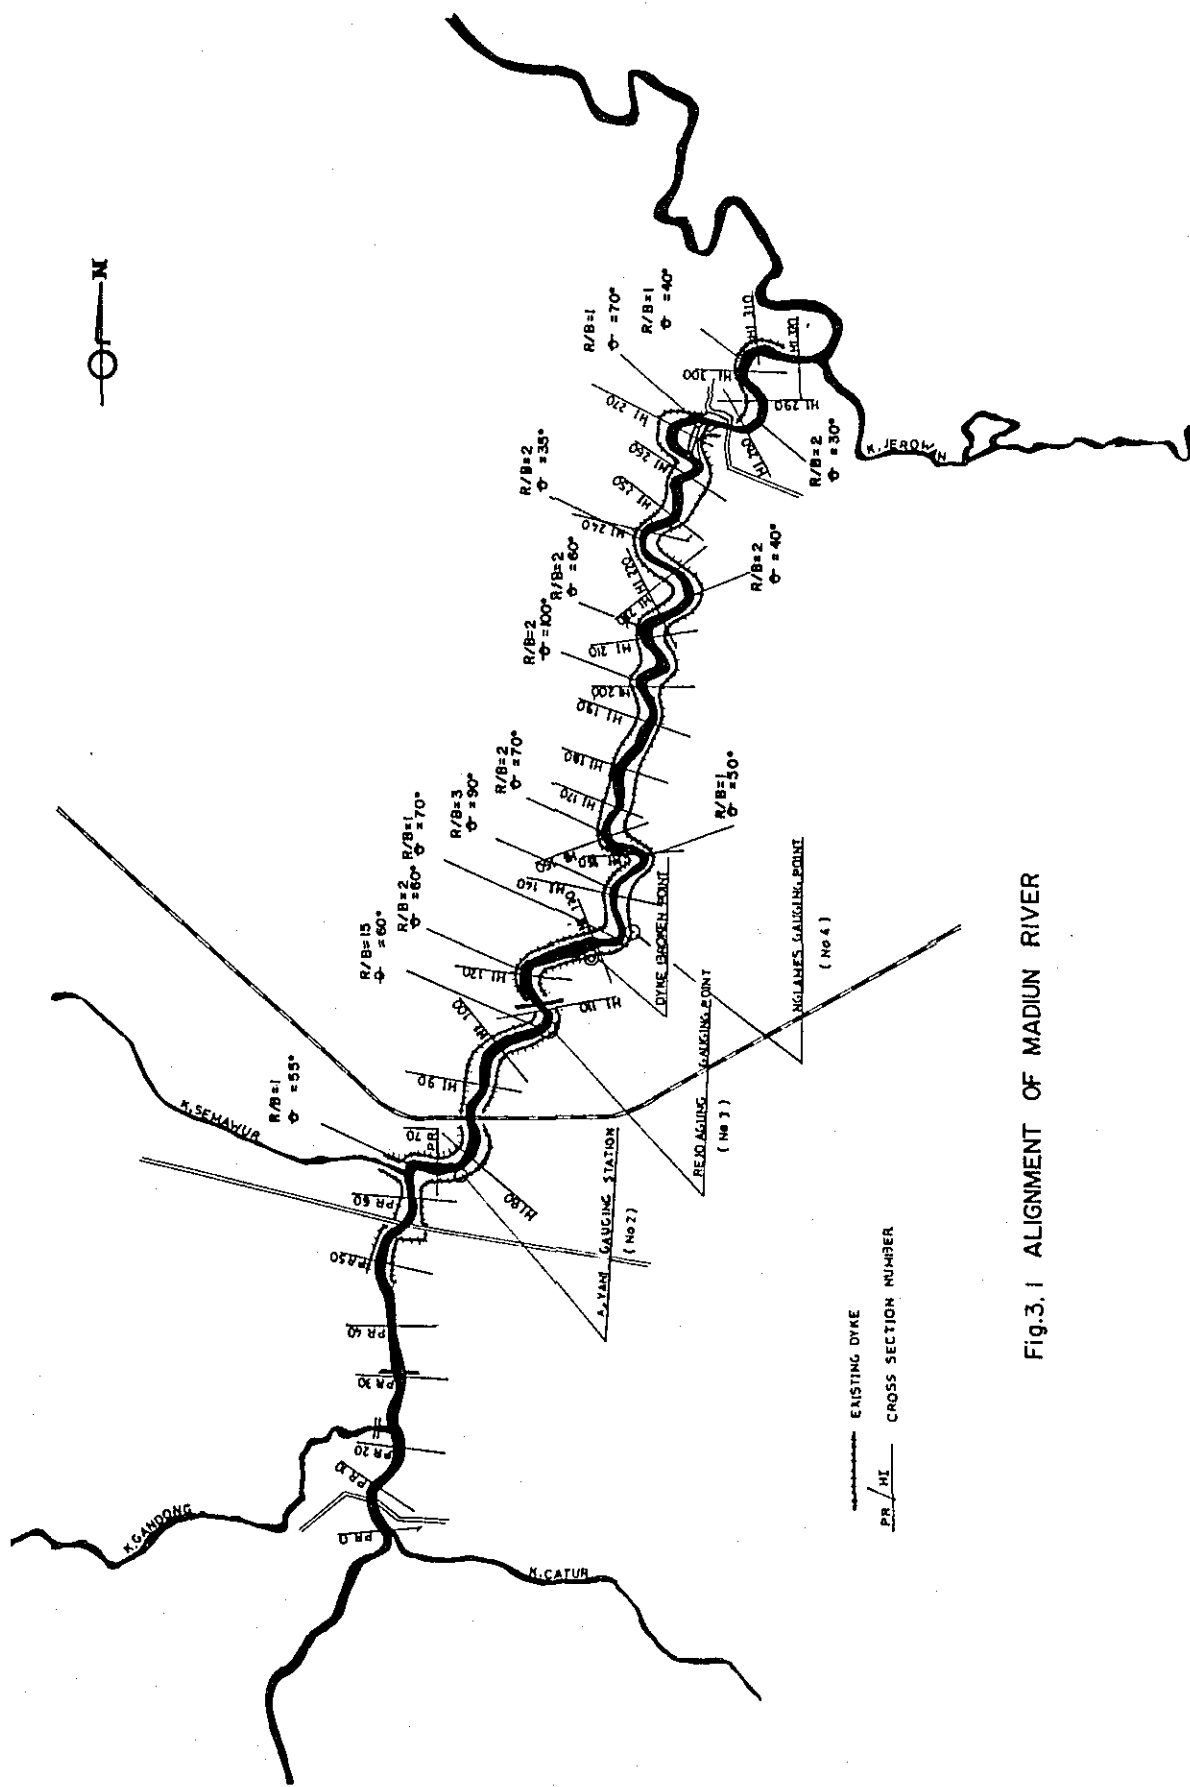 N
K.GANDONG
K.CATUR
PR 0
PR 10
PR 20
PR 30
PR 40
PR 50
PR 60
PR 70
K.SEMAWUR
R/B=1
σ =55°
HI 80
HI 90
HI 100
HI 110
HI 120
R/B=15
σ =60°
R/B=2
σ =60°
R/B=1
σ =70°
R/B=3
σ =90°
R/B=2
σ =70°
HI 140
HI 150
HI 160
HI 170
HI 180
HI 190
HI 200
HI 210
R/B=1
σ =50°
R/B=2
σ =100°
R/B=2
σ =60°
HI 240
HI 250
HI 260
HI 270
R/B=2
σ =35°
R/B=2
σ =40°
R/B=1
σ =70°
R/B=1
σ =40°
HI 290
HI 300
HI 310
R/B=2
σ =30°
K.JEROWN
A.YANI GAUGING STATION
( No 2 )
REJO AGUNG GAUGING POINT
( No 3 )
DYKE BROKEN POINT
NGLAMES GAUGING POINT
( No 4 )
EXISTING DYKE
PR / HI CROSS SECTION NUMBER
Fig.3.1 ALIGNMENT OF MADIUN RIVER